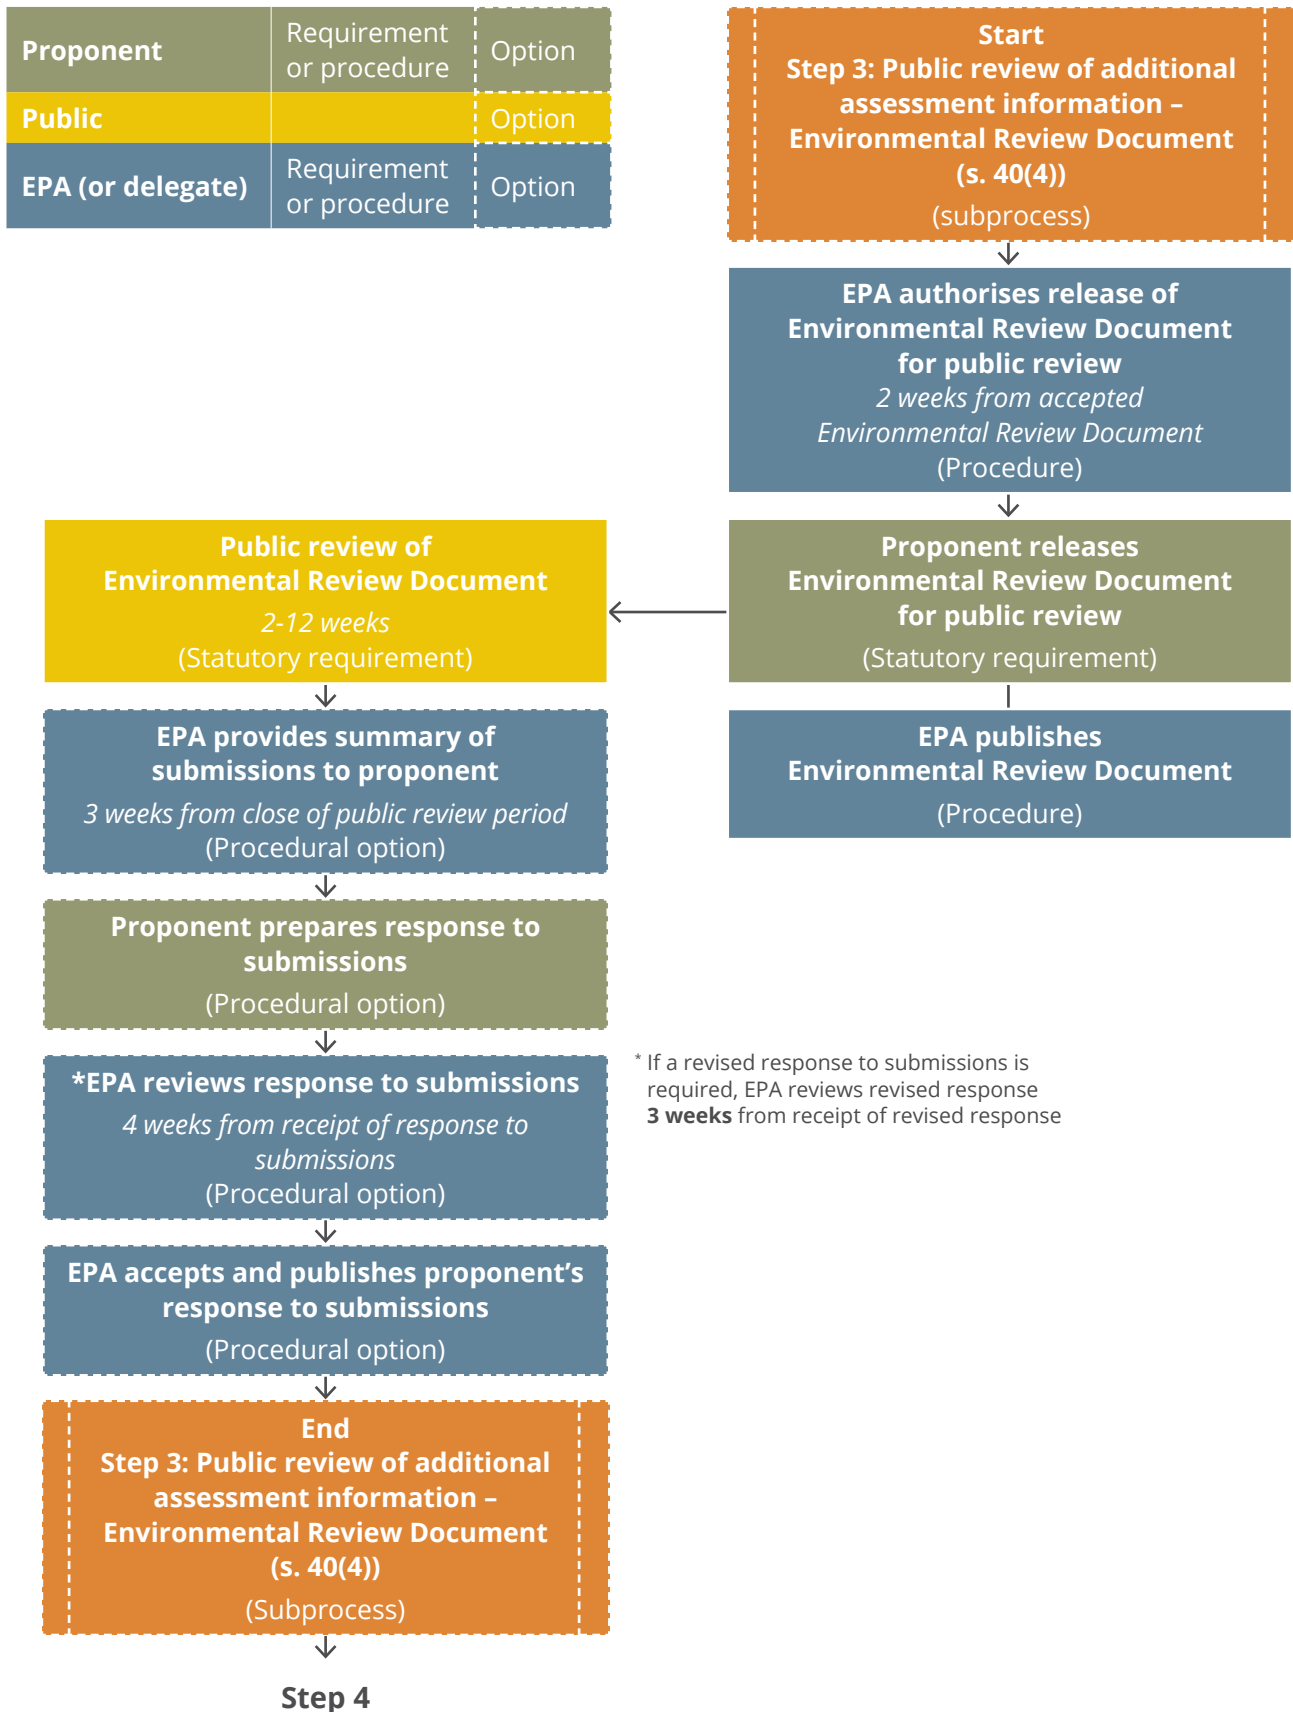 Proponent
Requirement
or procedure
Option
Public
Option
EPA (or delegate)
Requirement
or procedure
Option
Start
Step 3: Public review of additional
assessment information –
Environmental Review Document
(s. 40(4))
(subprocess)
EPA authorises release of
Environmental Review Document
for public review
2 weeks from accepted
Environmental Review Document
(Procedure)
Proponent releases
Environmental Review Document
for public review
(Statutory requirement)
EPA publishes
Environmental Review Document
(Procedure)
Public review of
Environmental Review Document
2-12 weeks
(Statutory requirement)
EPA provides summary of
submissions to proponent
3 weeks from close of public review period
(Procedural option)
Proponent prepares response to
submissions
(Procedural option)
*EPA reviews response to submissions
4 weeks from receipt of response to
submissions
(Procedural option)
* If a revised response to submissions is
required, EPA reviews revised response
3 weeks from receipt of revised response
EPA accepts and publishes proponent’s
response to submissions
(Procedural option)
End
Step 3: Public review of additional
assessment information –
Environmental Review Document
(s. 40(4))
(Subprocess)
Step 4